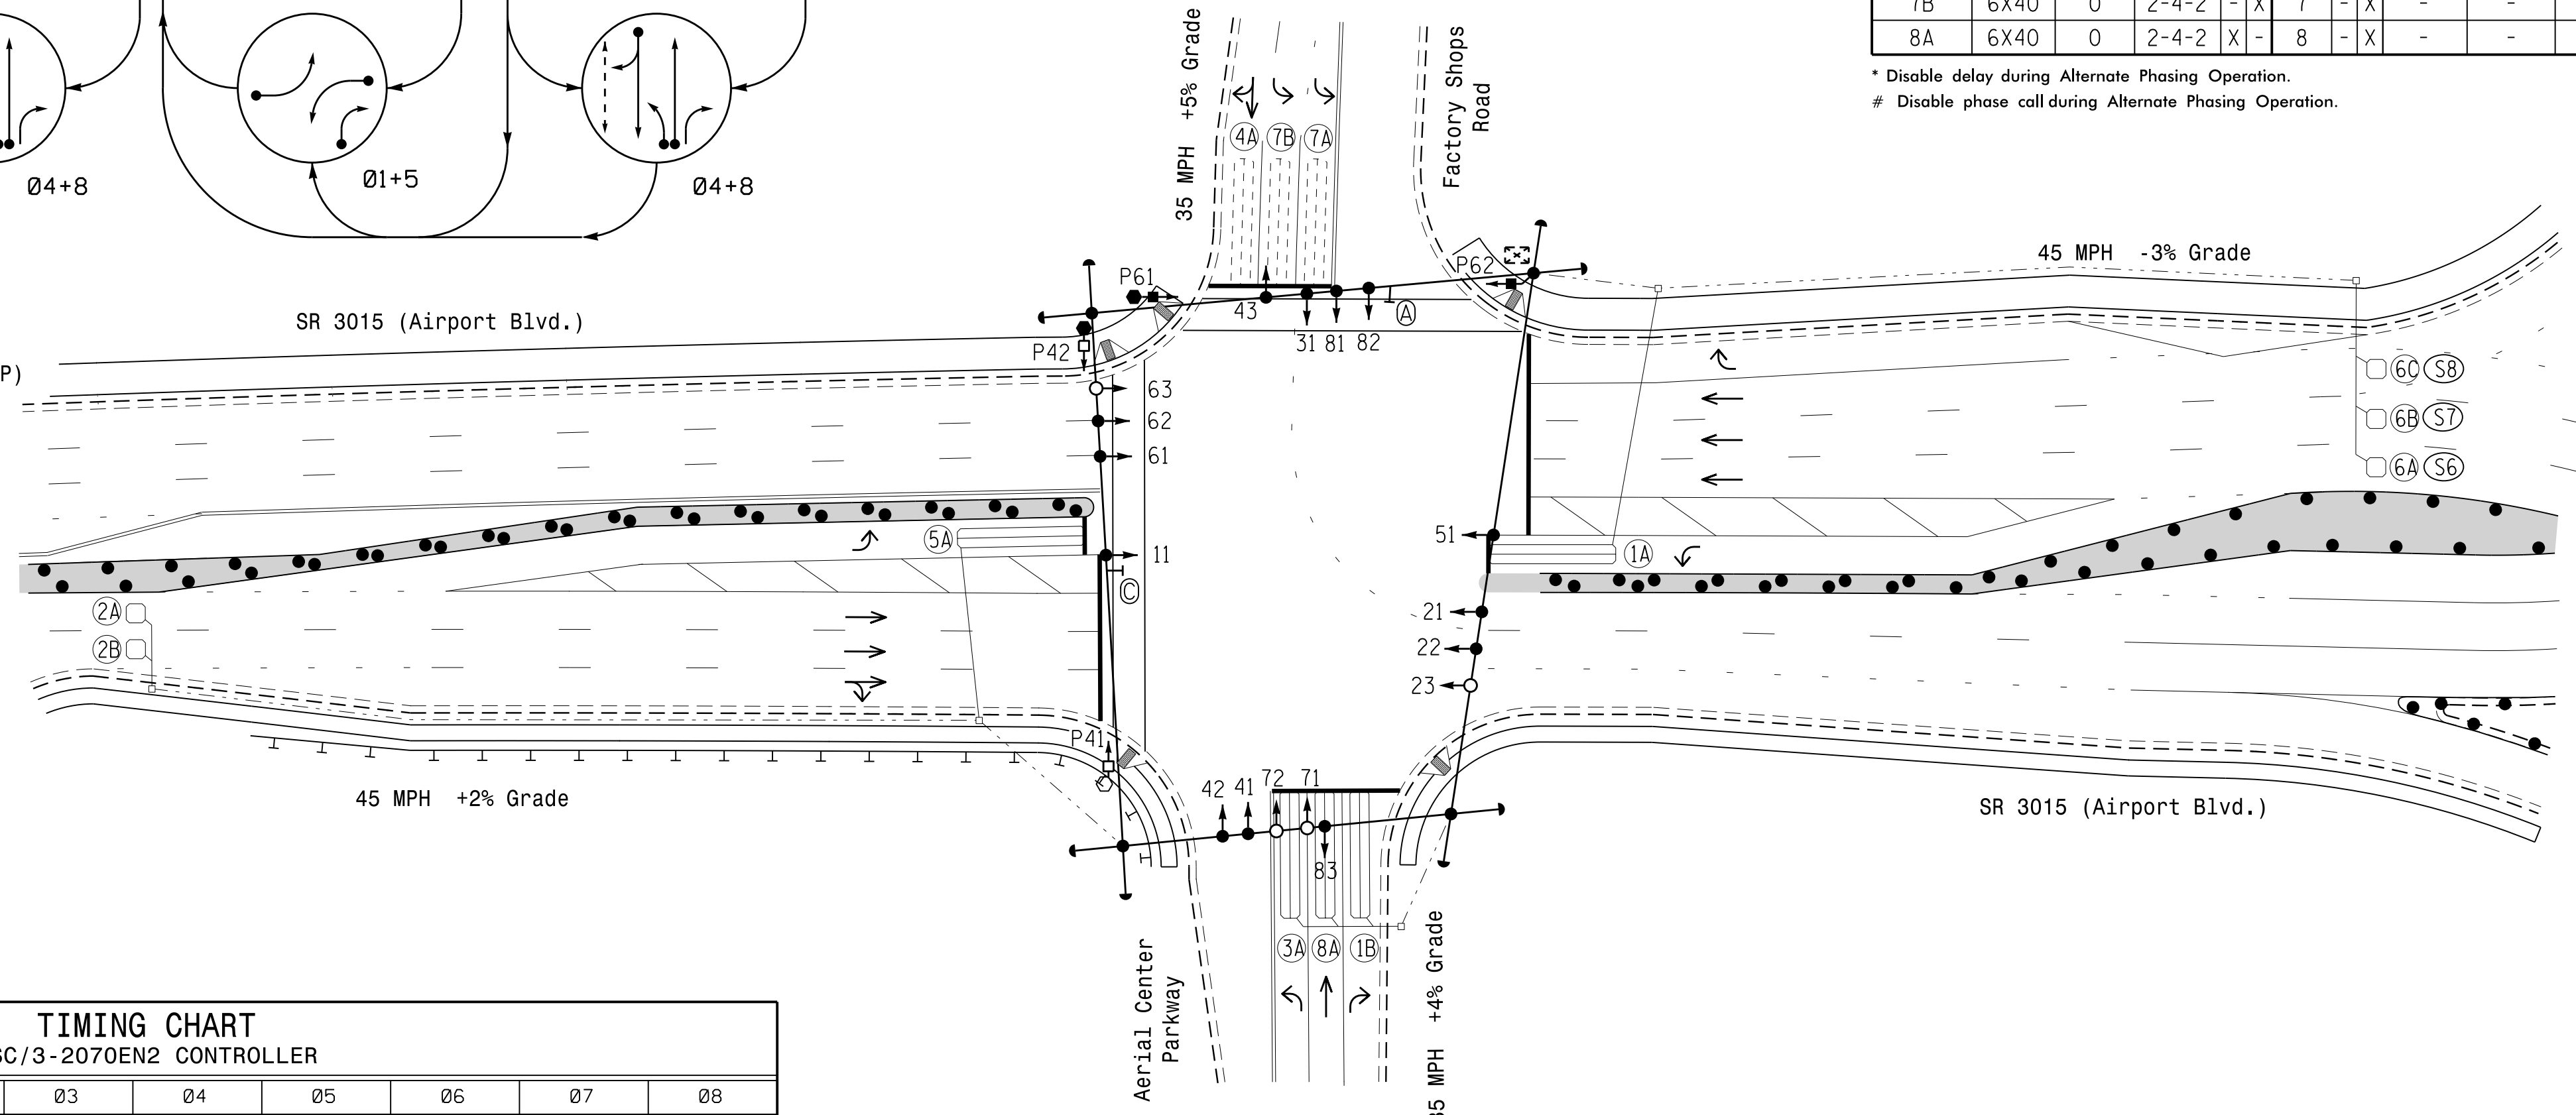 Ø4+8
Ø1+5
Ø4+8
7B 6X40 0 2-4-2 - X 7 - X - -
8A 6X40 0 2-4-2 X - 8 - X - -
* Disable delay during Alternate Phasing Operation.
# Disable phase call during Alternate Phasing Operation.
35 MPH +5% Grade
Factory Shops
Road
4A 7B 7A
45 MPH -3% Grade
SR 3015 (Airport Blvd.)
P61
P62
P42
43
31 81 82
A
P)
63
62
61
6C S8
6B S7
6A S6
5A
11
C
51
1A
2A
2B
21
22
23
P41
45 MPH +2% Grade
SR 3015 (Airport Blvd.)
42 41 72 71
83
3A 8A 1B
Aerial Center
Parkway
35 MPH +4% Grade
TIMING CHART
SC/3-2070EN2 CONTROLLER
Ø3 Ø4 Ø5 Ø6 Ø7 Ø8